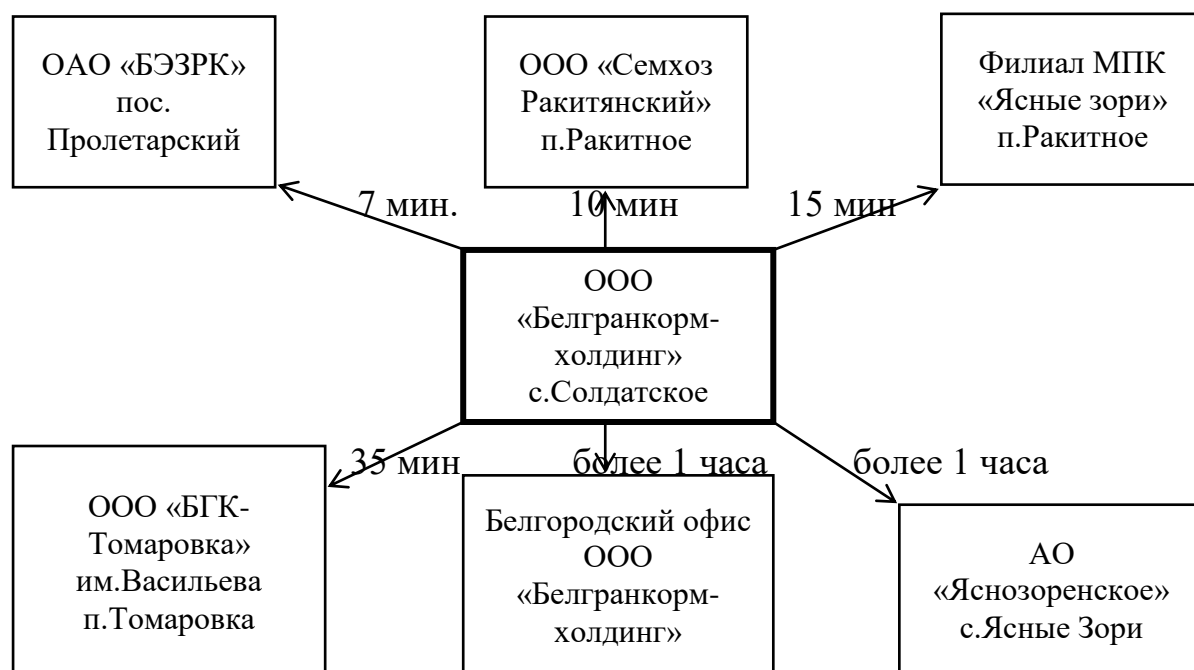 ОАО «БЭЗРК»
пос.
Пролетарский
ООО «Семхоз
Ракитянский»
п.Ракитное
Филиал МПК
«Ясные зори»
п.Ракитное
7 мин.
10 мин
15 мин
ООО
«Белгранкорм-
холдинг»
с.Солдатское
35 мин
более 1 часа
более 1 часа
ООО «БГК-
Томаровка»
им.Васильева
п.Томаровка
Белгородский офис
ООО
«Белгранкорм-
холдинг»
АО
«Яснозоренское»
с.Ясные Зори